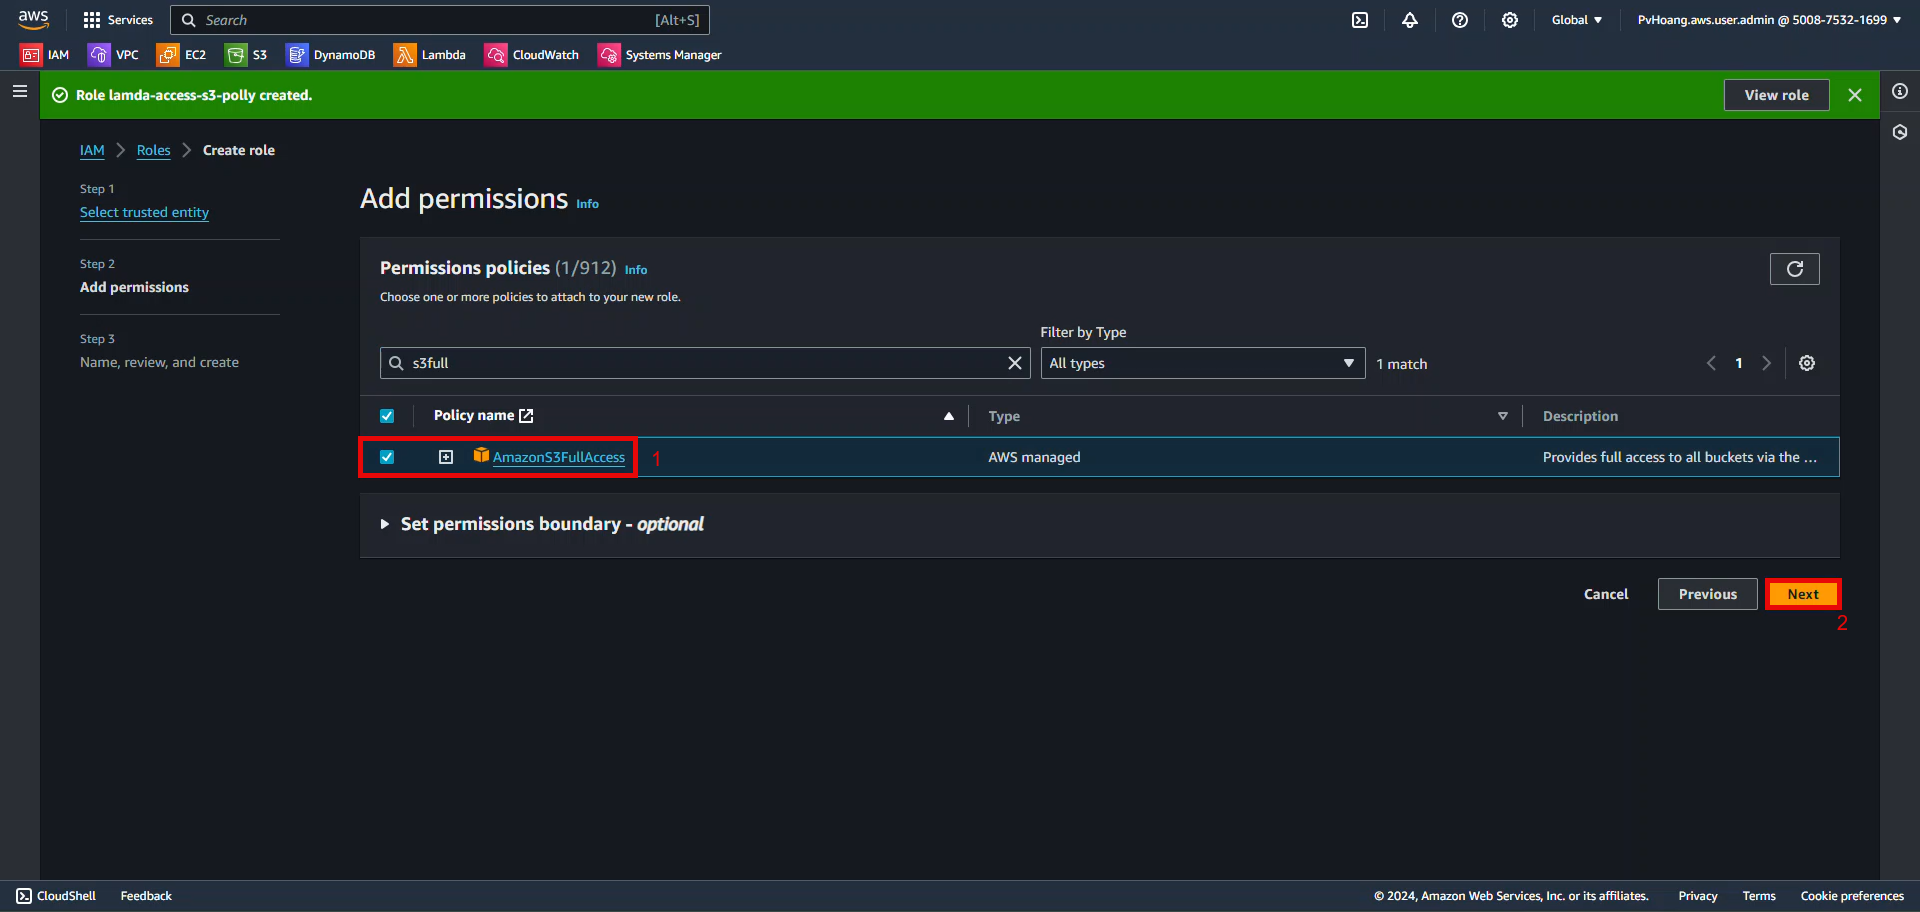 aws
Services
Search
[Alt+S]
Global
PvHoang.aws.user.admin @ 5008-7532-1699
IAM
VPC
EC2
S3
DynamoDB
Lambda
CloudWatch
Systems Manager
Role lamda-access-s3-polly created.
View role
IAM
Roles
Create role
Step 1
Select trusted entity
Step 2
Add permissions
Step 3
Name, review, and create
Add permissions Info
Permissions policies (1/912) Info
Choose one or more policies to attach to your new role.
Filter by Type
s3full
All types
1 match
1
Policy name
Type
Description
AmazonS3FullAccess
1
AWS managed
Provides full access to all buckets via the ...
Set permissions boundary - optional
Cancel
Previous
Next
2
CloudShell
Feedback
© 2024, Amazon Web Services, Inc. or its affiliates.
Privacy
Terms
Cookie preferences